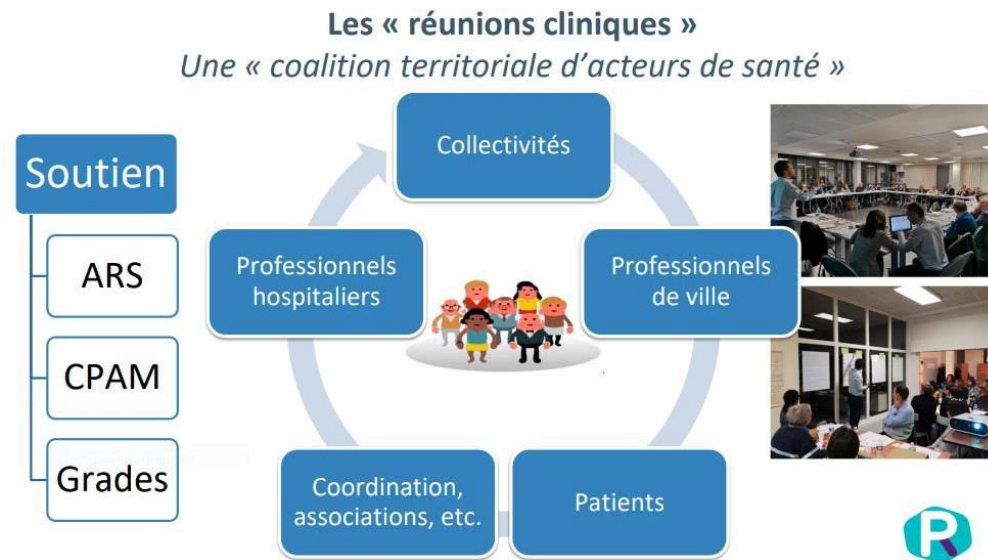 Les « réunions cliniques »
Une « coalition territoriale d'acteurs de santé »
Soutien
ARS
CPAM
Grades
Collectivités
Professionnels
de ville
Patients
Coordination,
associations, etc.
Professionnels
hospitaliers
R